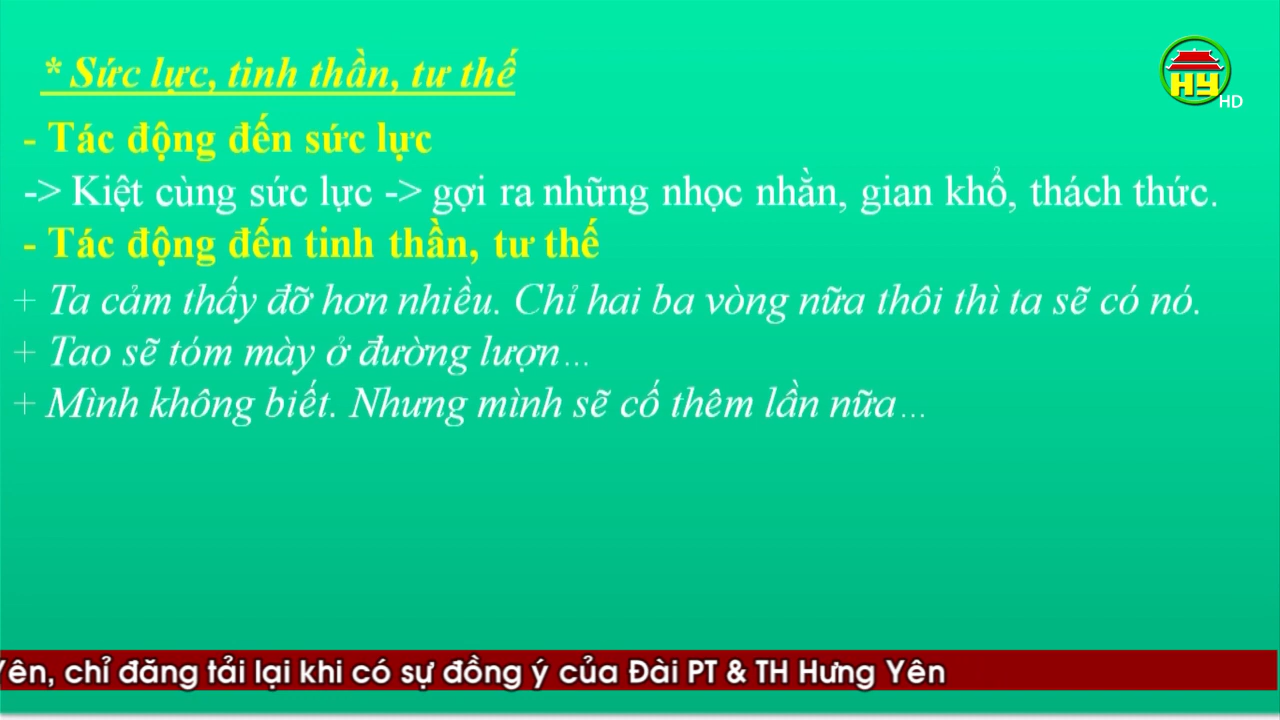 * Sức lực, tinh thần, tư thế
HY
HD
- Tác động đến sức lực
-> Kiệt cùng sức lực -> gợi ra những nhọc nhằn, gian khổ, thách thức.
- Tác động đến tinh thần, tư thế
+ Ta cảm thấy đỡ hơn nhiều. Chỉ hai ba vòng nữa thôi thì ta sẽ có nó.
+ Tao sẽ tóm mày ở đường lượn...
+ Mình không biết. Nhưng mình sẽ cố thêm lần nữa...
Yên, chỉ đăng tải lại khi có sự đồng ý của Đài PT & TH Hưng Yên